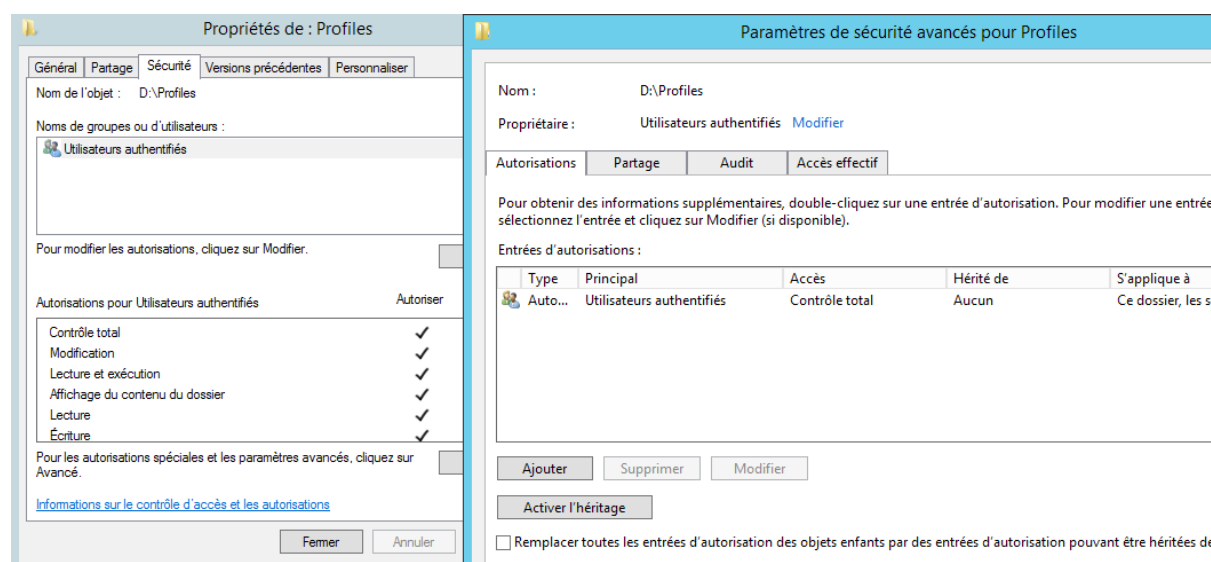 Propriétés de : Profiles
Général Partage Sécurité Versions précédentes Personnaliser
Nom de l'objet : D:\Profiles
Noms de groupes ou d'utilisateurs :
Utilisateurs authentifiés
Pour modifier les autorisations, cliquez sur Modifier.
Autorisations pour Utilisateurs authentifiés Autoriser
Contrôle total
Modification
Lecture et exécution
Affichage du contenu du dossier
Lecture
Écriture
Pour les autorisations spéciales et les paramètres avancés, cliquez sur
Avancé.
Informations sur le contrôle d'accès et les autorisations
Fermer Annuler
Paramètres de sécurité avancés pour Profiles
Nom : D:\Profiles
Propriétaire : Utilisateurs authentifiés Modifier
Autorisations Partage Audit Accès effectif
Pour obtenir des informations supplémentaires, double-cliquez sur une entrée d'autorisation. Pour modifier une entrée
sélectionnez l'entrée et cliquez sur Modifier (si disponible).
Entrées d'autorisations :
Type Principal Accès Hérité de S'applique à
Auto... Utilisateurs authentifiés Contrôle total Aucun Ce dossier, les s
Ajouter Supprimer Modifier
Activer l'héritage
Remplacer toutes les entrées d'autorisation des objets enfants par des entrées d'autorisation pouvant être héritées de